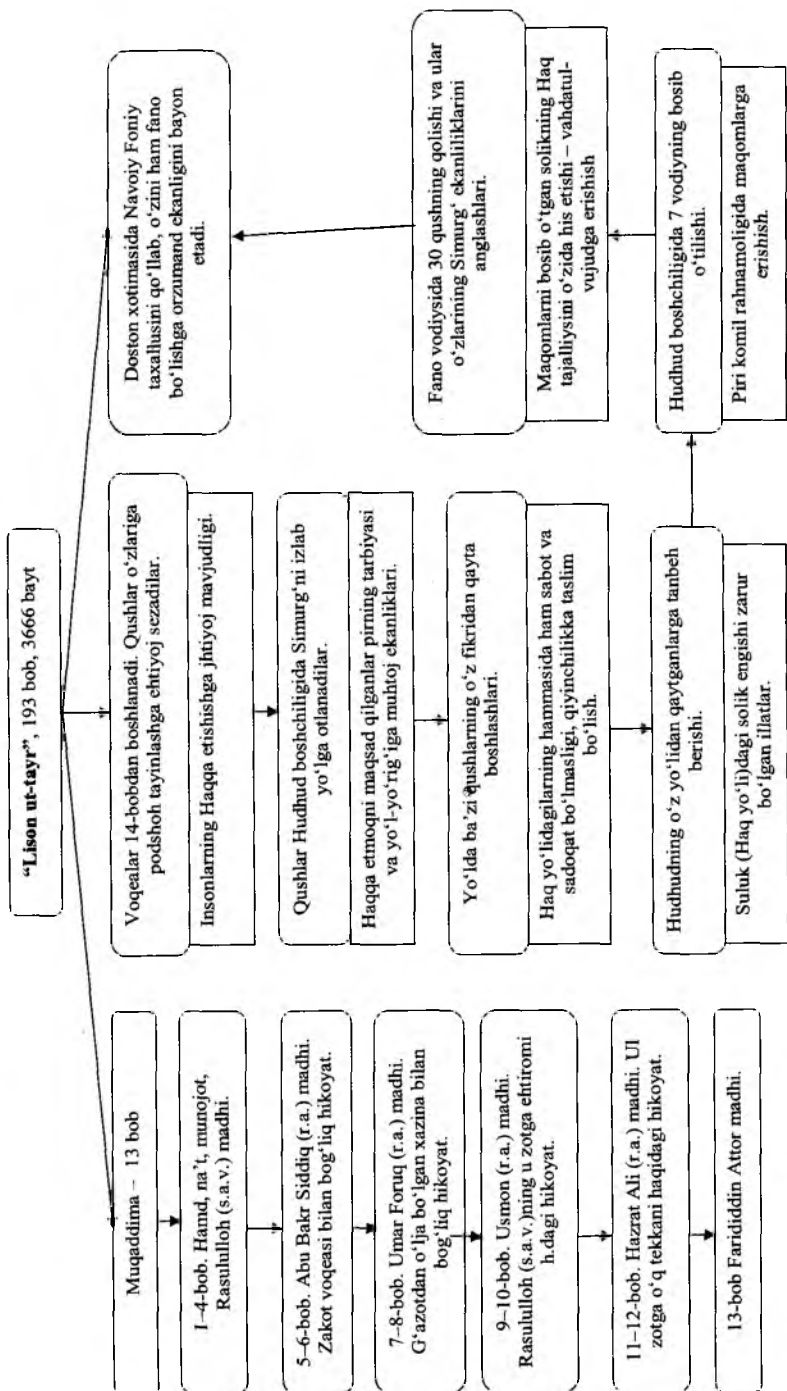 “Lison ut-tayr”, 193 bob, 3666 bayt
Muqaddima – 13 bob
1–4-bob. Hamd, na’t, munojot,
Rasululloh (s.a.v.) madhi.
5–6-bob. Abu Bakr Siddiq (r.a.) madhi.
Zakot voqeasi bilan bog‘liq hikoyat.
7–8-bob. Umar Foruq (r.a.) madhi.
G‘azotdan o‘lja bo‘lgan xazina bilan
bog‘liq hikoyat.
9–10-bob. Usmon (r.a.) madhi.
Rasululloh (s.a.v.)ning u zotga ehtiromi
h.dagi hikoyat.
11–12-bob. Hazrat Ali (r.a.) madhi. Ul
zotga o‘q tekkani haqidagi hikoyat.
13-bob Farididdin Attor madhi.
Voqealar 14-bobdan boshlanadi. Qushlar o‘zlariga
podshoh tayinlashga ehtiyoj sezadilar.
Insonlarning Haqqa etishishga jhtiyoj mavjudligi.
Qushlar Hudhud boshchiligida Simurg‘ni izlab
yo‘lga otlanadilar.
Haqqa etmoqni maqsad qilganlar pirning tarbiyasi
va yo‘l-yo‘rig‘iga muhtoj ekanliklari.
Yo‘lda ba’zi qushlarning o‘z fikridan qayta
boshlashlari.
Haq yo‘lidagilarning hammasida ham sabot va
sadoqat bo‘lmasligi, qiyinchilikka taslim
bo‘lish.
Hudhudning o‘z yo‘lidan qaytganlarga tanbeh
berishi.
Suluk (Haq yo‘li)dagi solik engishi zarur
bo‘lgan illatlar.
Doston xotimasida Navoiy Foniy
taxallusini qo‘llab, o‘zini ham fano
bo‘lishga orzumand ekanligini bayon
etadi.
Fano vodiysida 30 qushning qolishi va ular
o‘zlarining Simurg‘ ekanliliklarini
anglashlari.
Maqomlarni bosib o‘tgan solikning Haq
tajalliysini o‘zida his etishi – vahdatul-
vujudga erishish
Hudhud boshchiligida 7 vodiyning bosib
o‘tilishi.
Piri komil rahnamoligida maqomlarga
erishish.